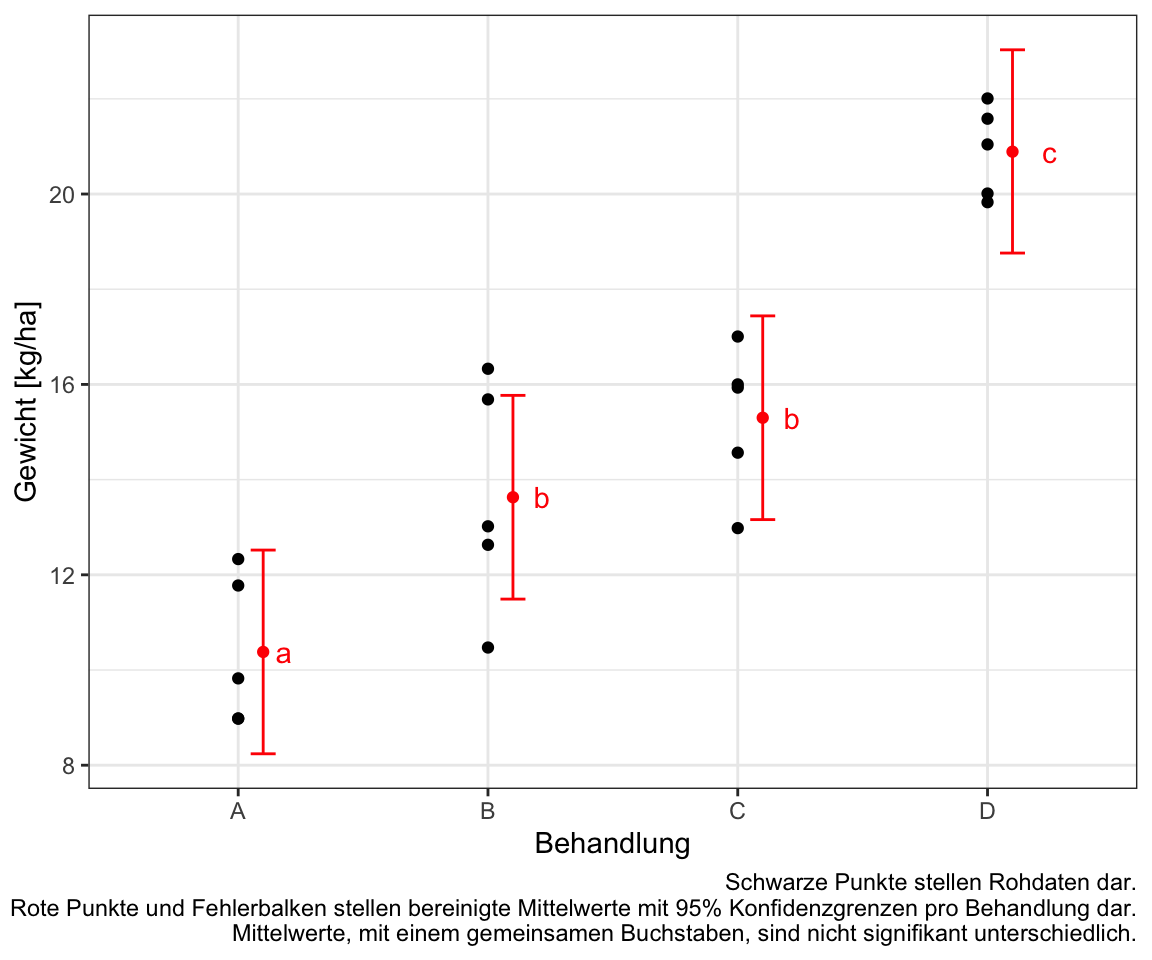 Gewicht [kg/ha]
20
16
12
8
a
b
b
c
A B C D
Behandlung
Schwarze Punkte stellen Rohdaten dar.
Rote Punkte und Fehlerbalken stellen bereinigte Mittelwerte mit 95% Konfidenzgrenzen pro Behandlung dar.
Mittelwerte, mit einem gemeinsamen Buchstaben, sind nicht signifikant unterschiedlich.